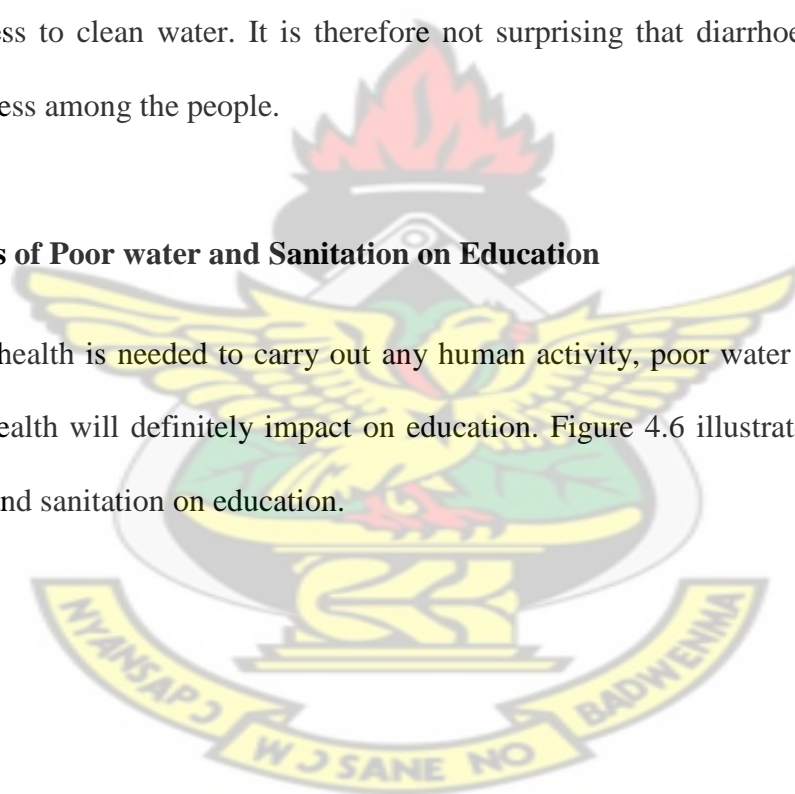 ess to clean water. It is therefore not surprising that diarrhoe
ess among the people.
s of Poor water and Sanitation on Education
health is needed to carry out any human activity, poor water
ealth will definitely impact on education. Figure 4.6 illustrat
nd sanitation on education.
NYANSAPƆ WƆSANE NO BADWENMA